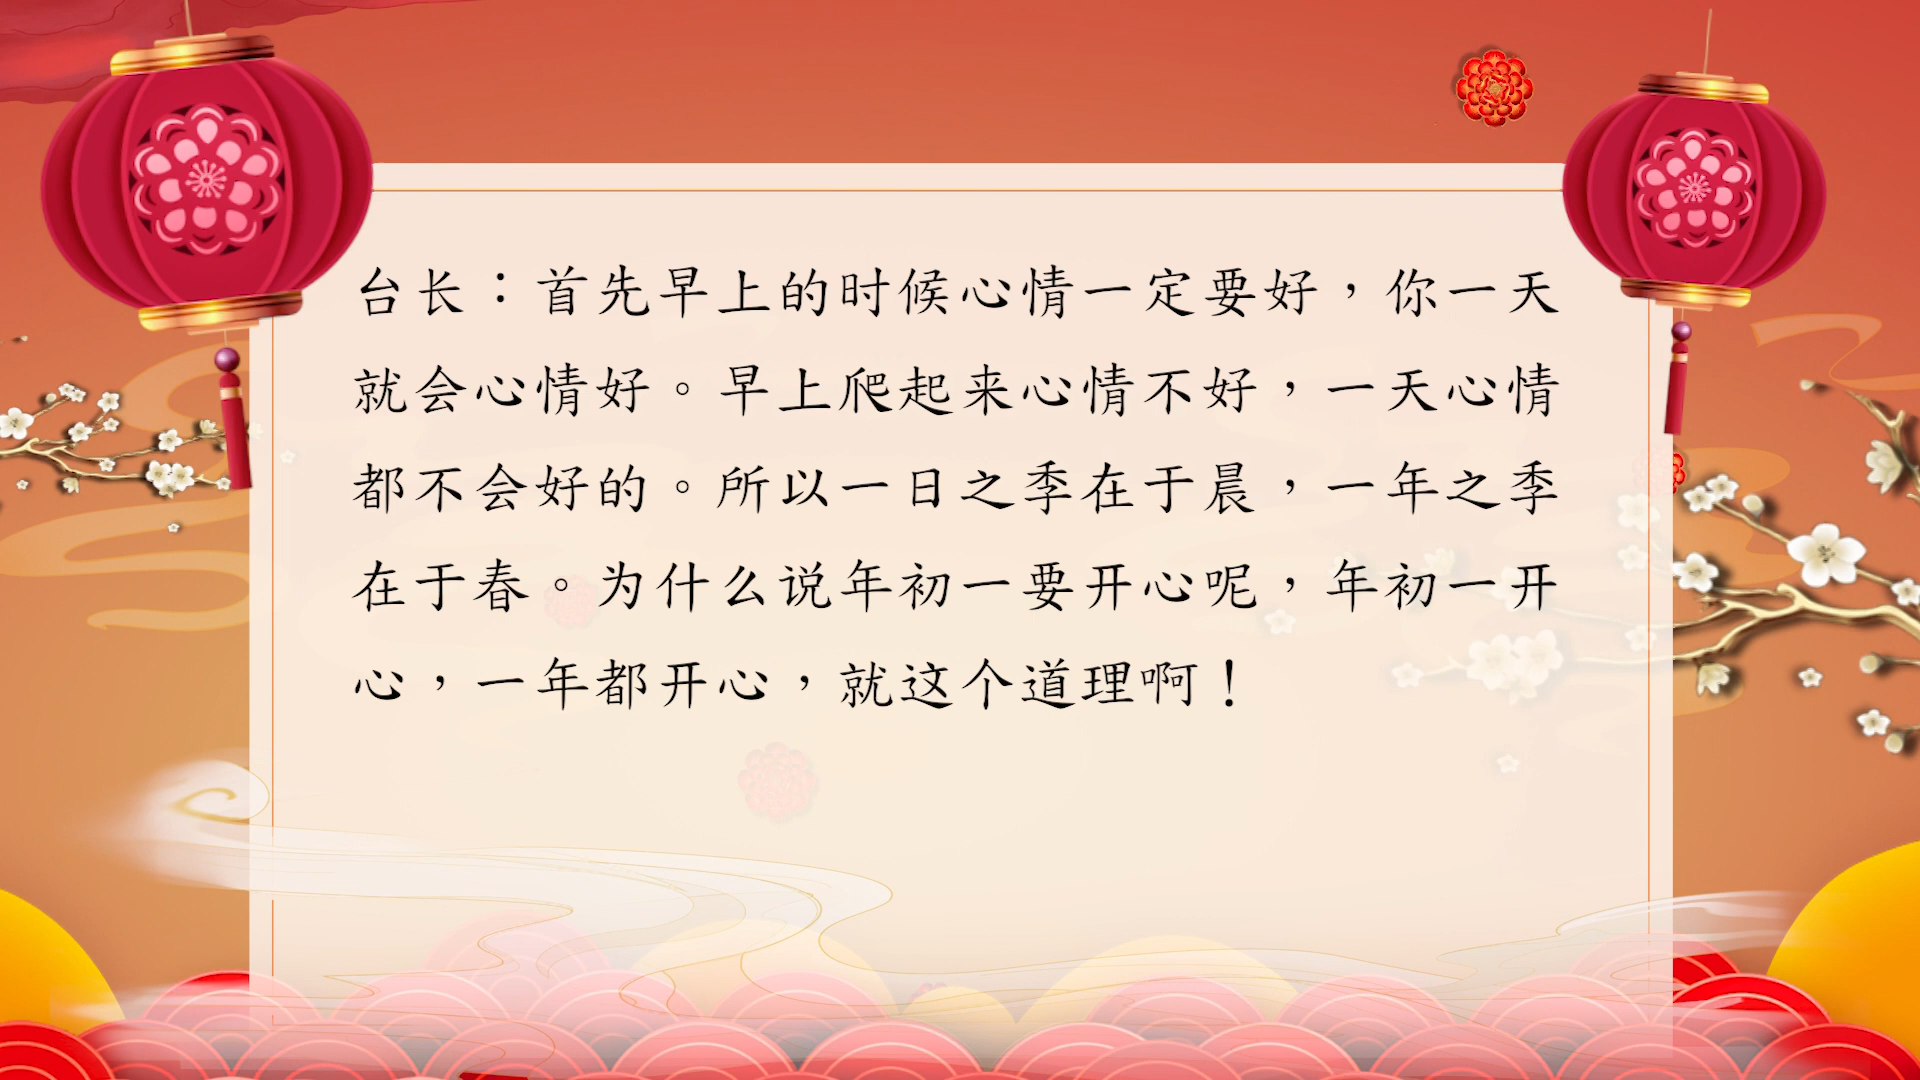 台长：首先早上的时候心情一定要好，你一天
就会心情好。早上爬起来心情不好，一天心情
都不会好的。所以一日之季在于晨，一年之季
在于春。为什么说年初一要开心呢，年初一开
心，一年都开心，就这个道理啊！